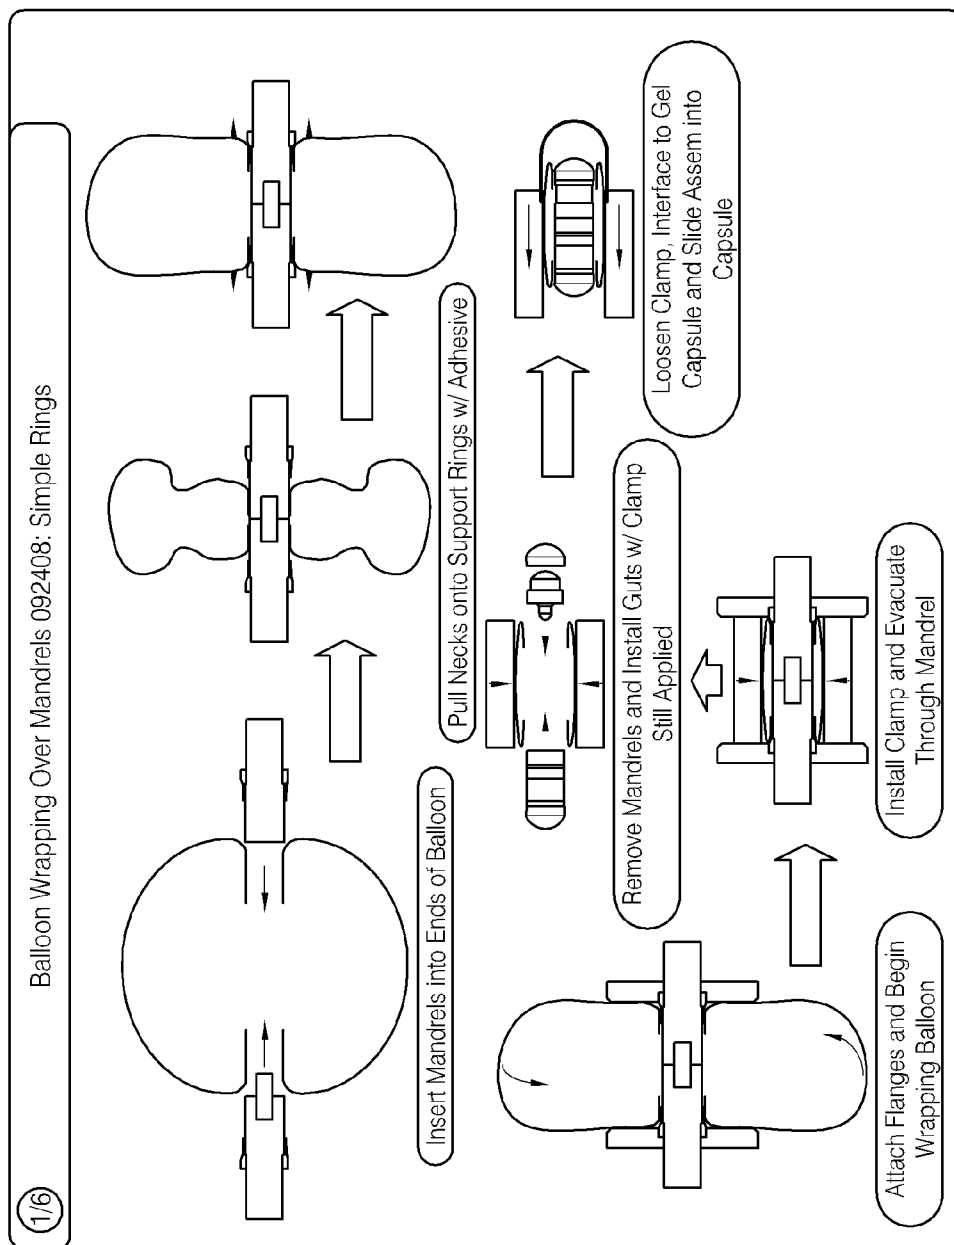 1/6
Balloon Wrapping Over Mandrels 092408: Simple Rings
Insert Mandrels into Ends of Balloon
Pull Necks onto Support Rings w/ Adhesive
Attach Flanges and Begin
Wrapping Balloon
Install Clamp and Evacuate
Through Mandrel
Remove Mandrels and Install Guts w/ Clamp
Still Applied
Loosen Clamp, Interface to Gel
Capsule and Slide Assem into
Capsule